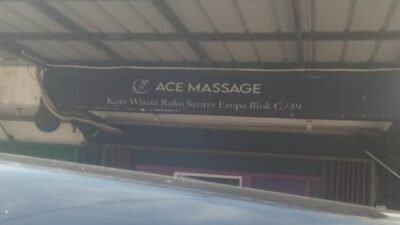 ACE MASSAGE
Kota Wisata Ruko Sentra Eropa Blok C/39